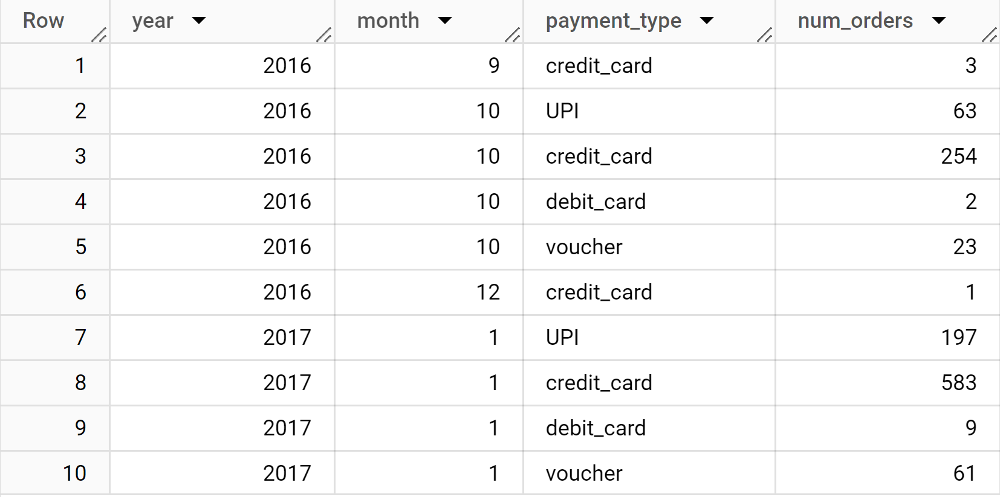 Row year month payment_type num_orders
1 2016 9 credit_card 3
2 2016 10 UPI 63
3 2016 10 credit_card 254
4 2016 10 debit_card 2
5 2016 10 voucher 23
6 2016 12 credit_card 1
7 2017 1 UPI 197
8 2017 1 credit_card 583
9 2017 1 debit_card 9
10 2017 1 voucher 61